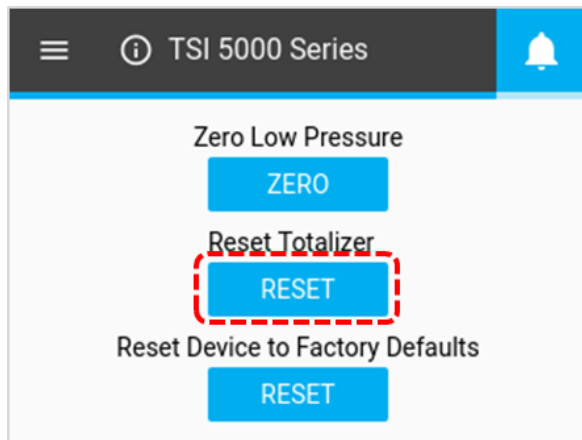 TSI 5000 Series
Zero Low Pressure
ZERO
Reset Totalizer
RESET
Reset Device to Factory Defaults
RESET